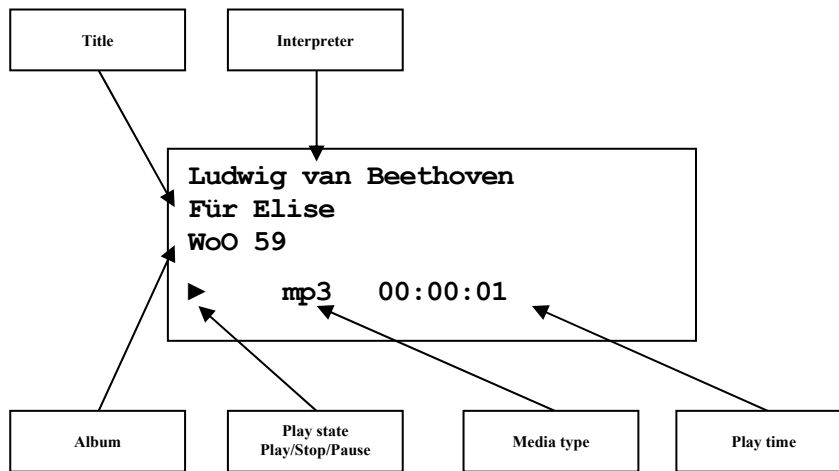 Title
Interpreter
Ludwig van Beethoven
Für Elise
WoO 59
► mp3 00:00:01
Album
Play state
Play/Stop/Pause
Media type
Play time